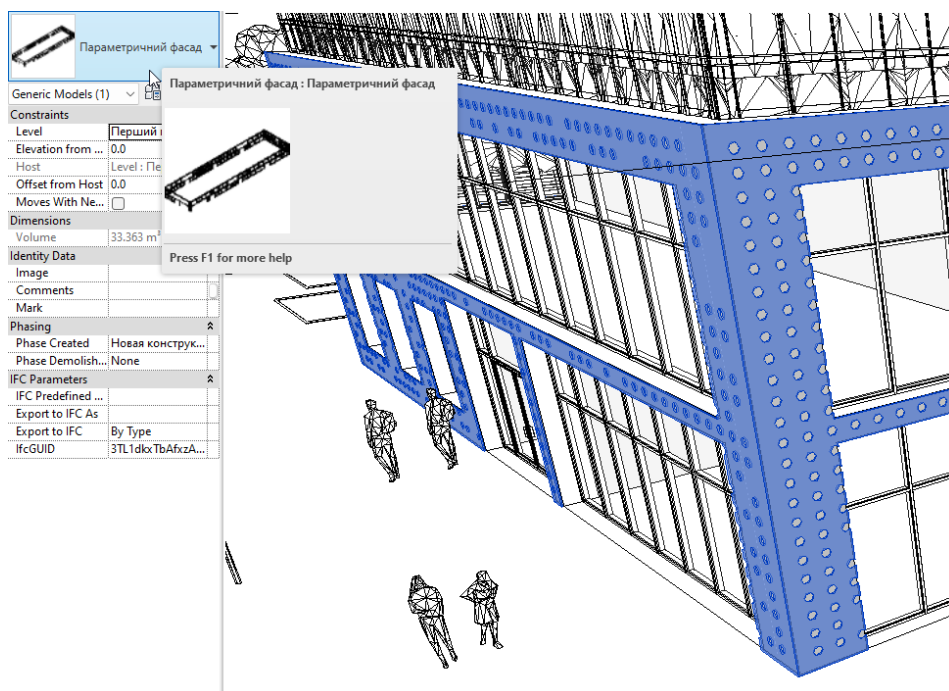 Параметричний фасад
Параметричний фасад : Параметричний фасад
Generic Models (1)
Constraints
Level Перший
Elevation from ... 0.0
Host Level : Пе
Offset from Host 0.0
Moves With Ne...
Dimensions
Volume 33.363
Press F1 for more help
Identity Data
Image
Comments
Mark
Phasing
Phase Created Новая конструк...
Phase Demolish... None
IFC Parameters
IFC Predefined ...
Export to IFC As
Export to IFC By Type
IfcGUID 3TL1dkxTbAfxzA...